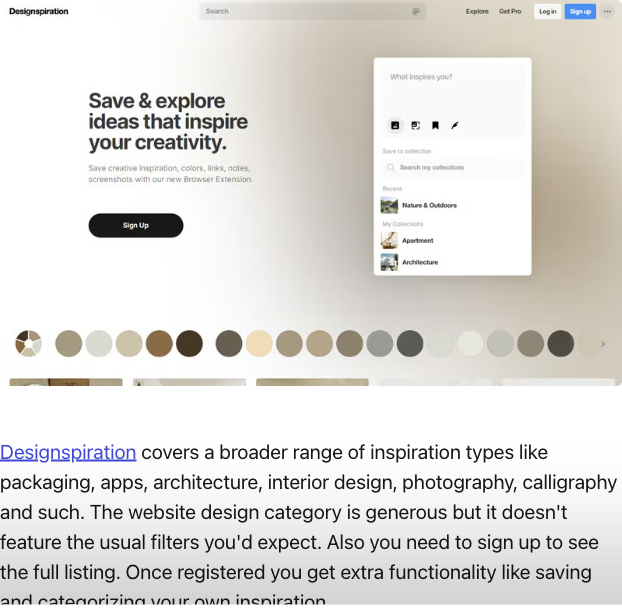 Designspiration
Search
Explore
Get Pro
Log in
Sign up
Save & explore
ideas that inspire
your creativity.
Save creative Inspiration, colors, links, notes,
screenshots with our new Browser Extension.
Sign Up
What inspires you?
Save to collection
Search my collections
Recent
Nature & Outdoors
My Collections
Apartment
Architecture
Designspiration covers a broader range of inspiration types like
packaging, apps, architecture, interior design, photography, calligraphy
and such. The website design category is generous but it doesn't
feature the usual filters you'd expect. Also you need to sign up to see
the full listing. Once registered you get extra functionality like saving
and categorizing your own inspiration.